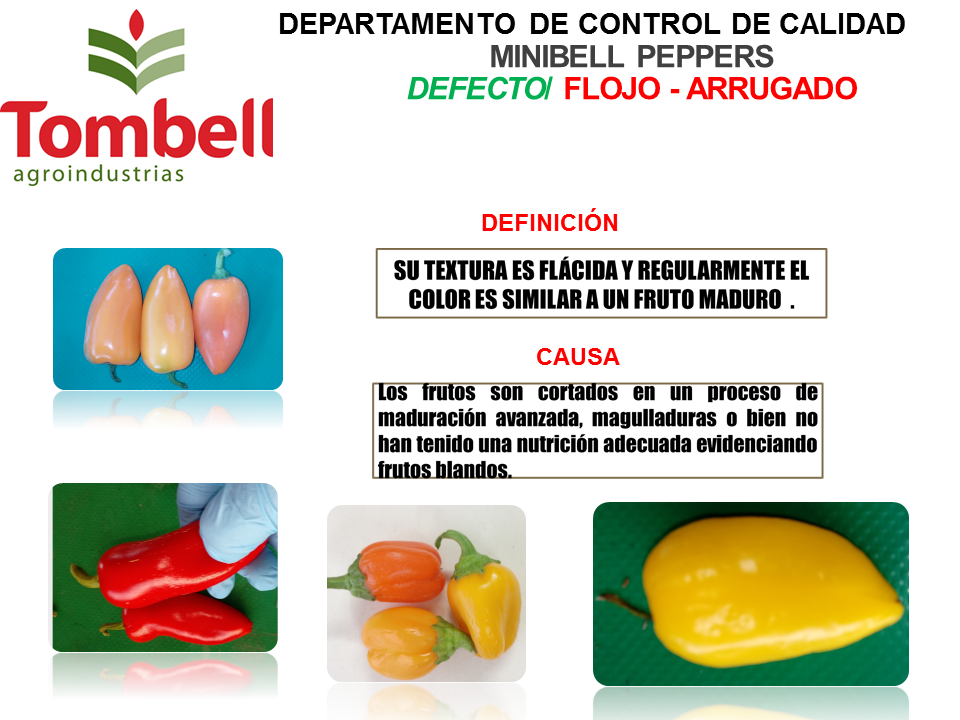 Tombell
agroindustrias
DEPARTAMENTO DE CONTROL DE CALIDAD
MINIBELL PEPPERS
DEFECTO/ FLOJO - ARRUGADO
DEFINICIÓN
SU TEXTURA ES FLÁCIDA Y REGULARMENTE EL
COLOR ES SIMILAR A UN FRUTO MADURO .
CAUSA
Los frutos son cortados en un proceso de
maduración avanzada, magulladuras o bien no
han tenido una nutrición adecuada evidenciando
frutos blandos.